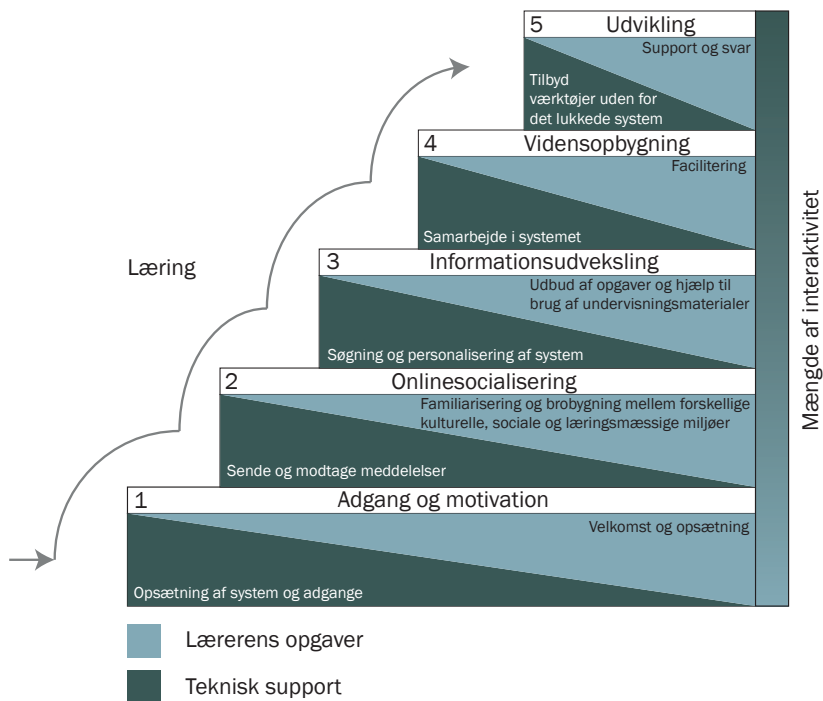 5 Udvikling
Support og svar
Tilbyd
værktøjer uden for
det lukkede system
4 Vidensopbygning
Facilitering
Samarbejde i systemet
3 Informationsudveksling
Udbud af opgaver og hjælp til
brug af undervisningsmaterialer
Søgning og personalisering af system
2 Onlinesocialisering
Familiarisering og brobygning mellem forskellige
kulturelle, sociale og læringsmæssige miljøer
Sende og modtage meddelelser
1 Adgang og motivation
Velkomst og opsætning
Opsætning af system og adgange
Læring
Mængde af interaktivitet
Lærerens opgaver
Teknisk support